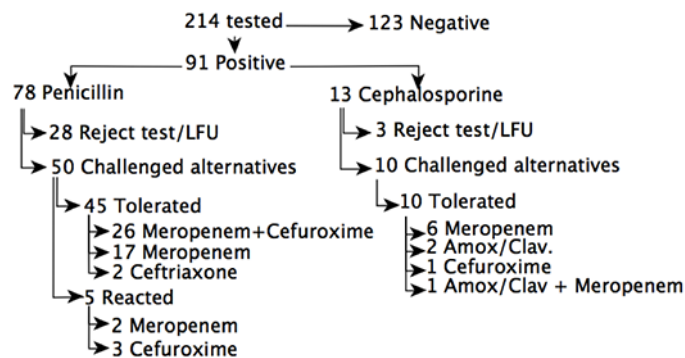 214 tested
123 Negative
91 Positive
78 Penicillin
13 Cephalosporine
28 Reject test/LFU
3 Reject test/LFU
50 Challenged alternatives
10 Challenged alternatives
45 Tolerated
10 Tolerated
26 Meropenem+Cefuroxime
17 Meropenem
2 Ceftriaxone
6 Meropenem
2 Amox/Clav.
1 Cefuroxime
1 Amox/Clav + Meropenem
5 Reacted
2 Meropenem
3 Cefuroxime